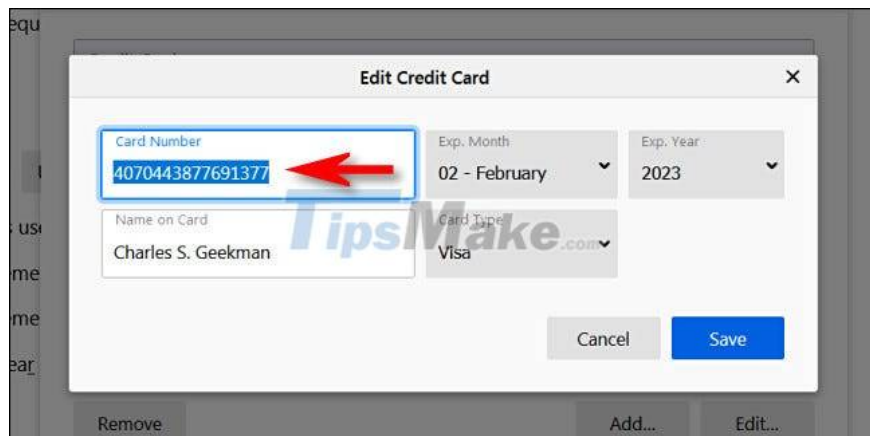 equ
Edit Credit Card
Card Number
Exp. Month
Exp. Year
4070443877691377
02 - February
2023
Name on Card
Card Type
Charles S. Geekman
Visa
TipsMake.com
Cancel
Save
Remove
Add...
Edit...